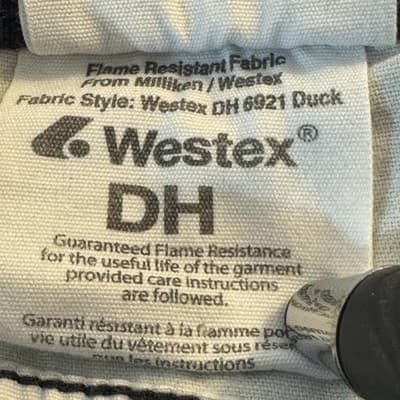 Flame Resistant Fabric
From Milliken / Westex
Fabric Style: Westex DH 6921 Duck
Westex®
DH
Guaranteed Flame Resistance
for the useful life of the garment
provided care instructions
are followed.
Garanti résistant à la flamme
vie utile du vêtement sous
les instructions